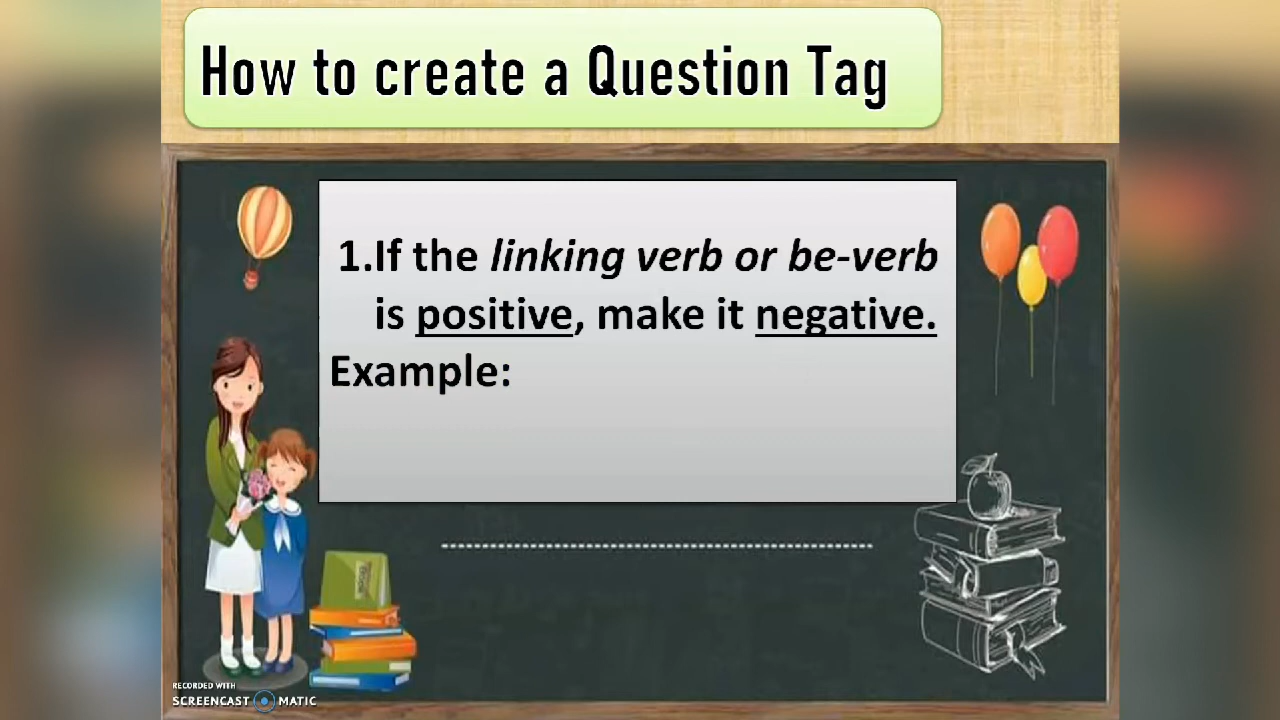 How to create a Question Tag
1.If the linking verb or be-verb
is positive, make it negative.
Example:
RECORDED WITH
SCREENCAST MATIC